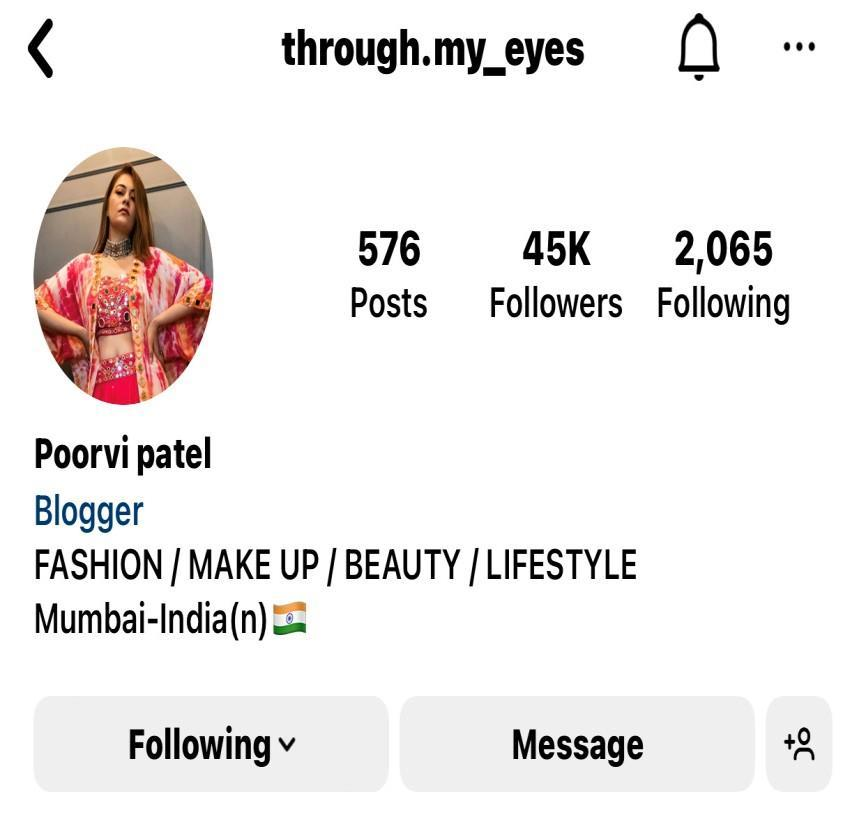 through.my_eyes
576 45K 2,065
Posts Followers Following
Poorvi patel
Blogger
FASHION / MAKE UP / BEAUTY / LIFESTYLE
Mumbai-India(n)🇮🇳
Following Message